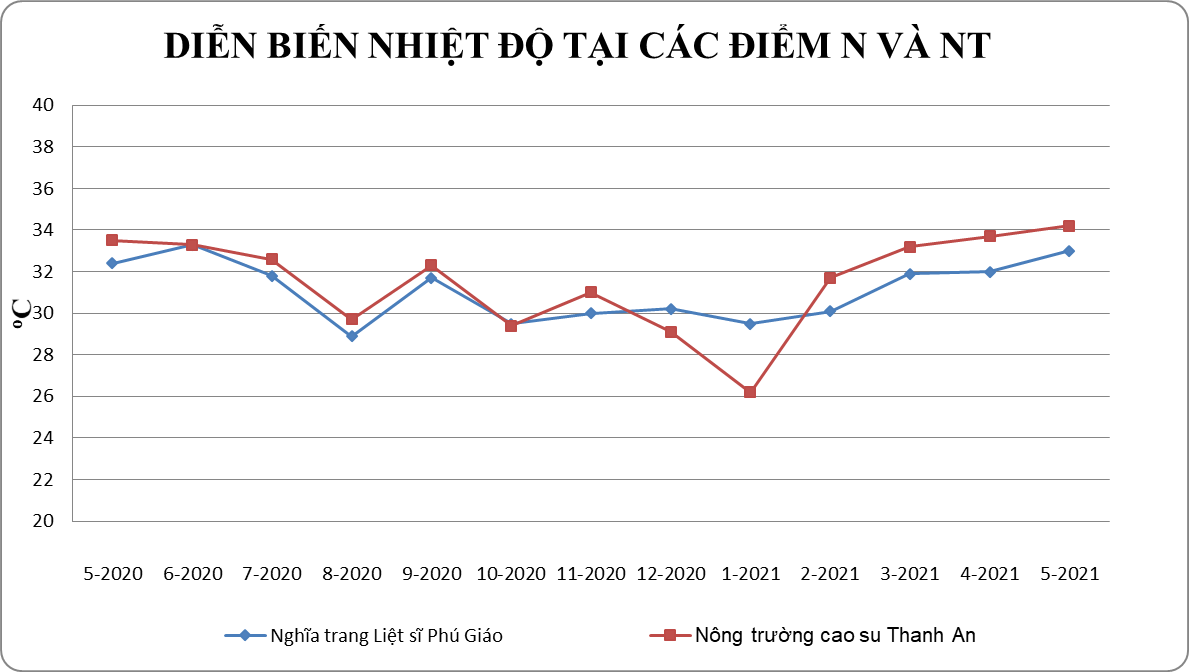 DIỄN BIẾN NHIỆT ĐỘ TẠI CÁC ĐIỂM N VÀ NT
40
38
36
34
32
30
28
26
24
22
20
ºC
5-2020 6-2020 7-2020 8-2020 9-2020 10-2020 11-2020 12-2020 1-2021 2-2021 3-2021 4-2021 5-2021
Nghĩa trang Liệt sĩ Phú Giáo Nông trường cao su Thanh An